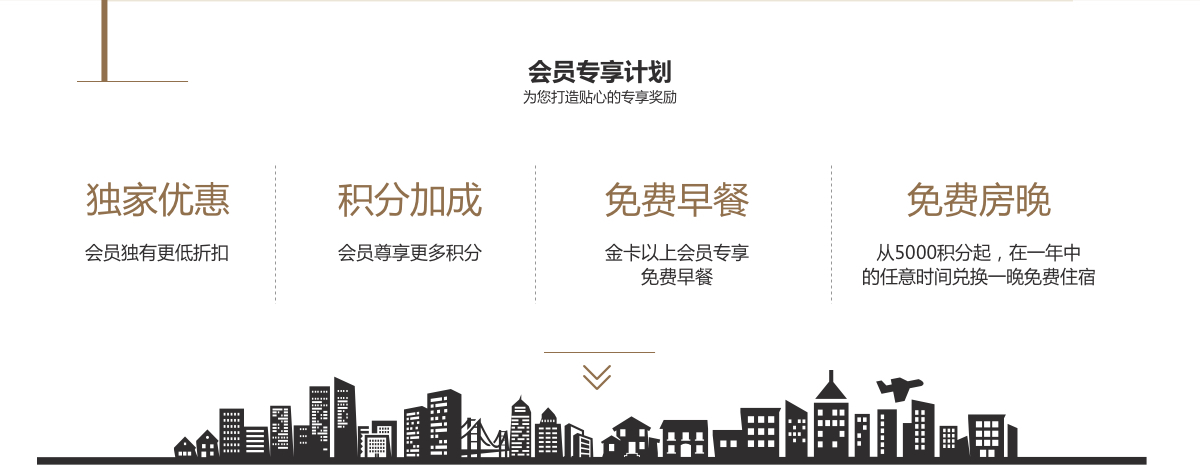 会员专享计划
为您打造贴心的专享奖励
独家优惠
会员独有更低折扣
积分加成
会员尊享更多积分
免费早餐
金卡以上会员专享
免费早餐
免费房晚
从5000积分起，在一年中
的任意时间兑换一晚免费住宿